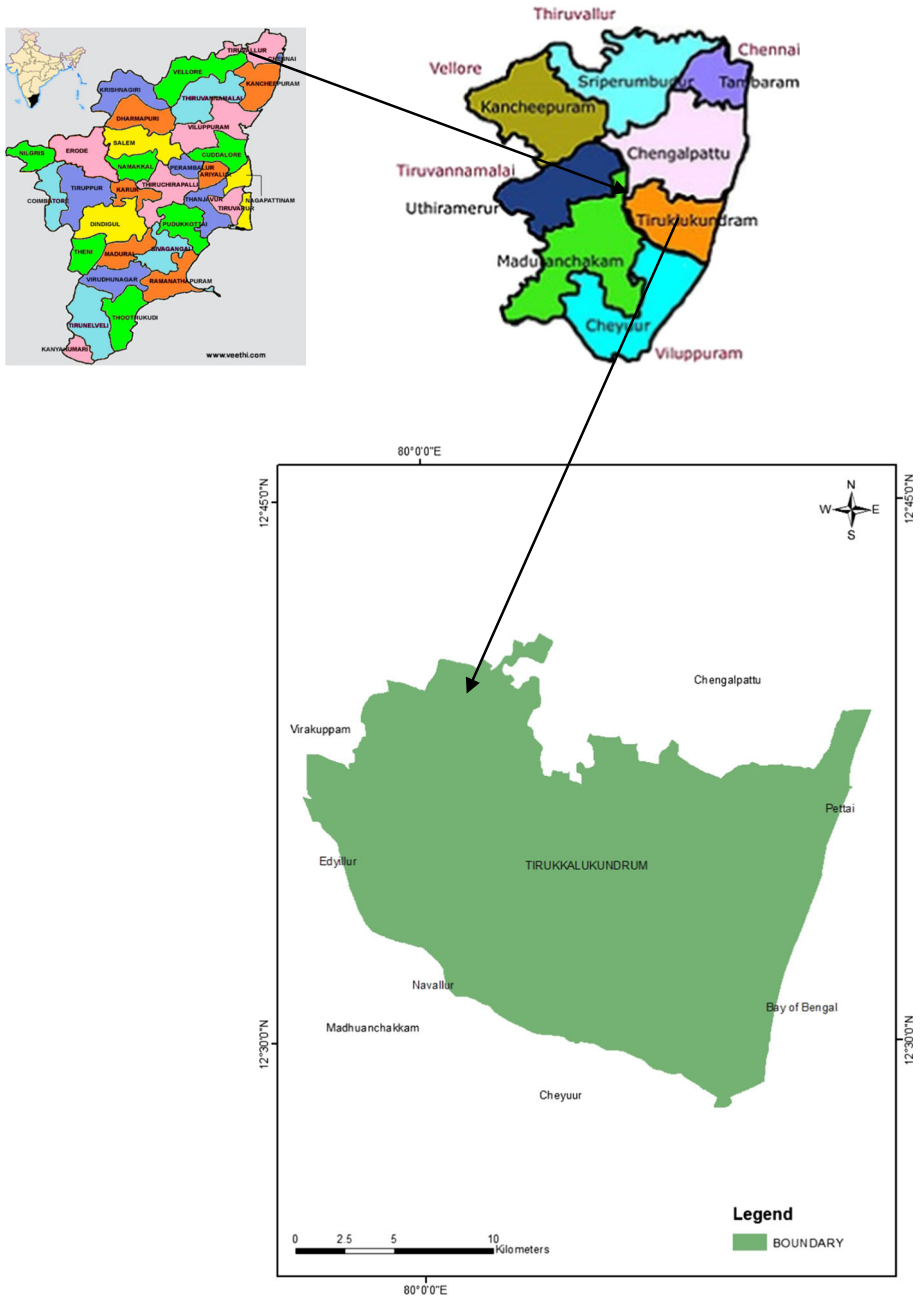 TIRUVALLUR
CHENNAI
VELLORE
KANCHEEPURAM
KRISHNAGIRI
THIRUVANNAMALAI
DHARMAPURI
VILUPPURAM
ERODE
SALEM
NILGRIS
NAMAKKAL
CUDDALORE
PERAMBALUR
ARIYALUR
TIRUPPUR
KARUR
THIRUCHIRAPALLI
COIMBATORE
THANJAVUR
NAGAPATTINAM
TIRUVARUR
DINDIGUL
PUDUKKOTTAI
THENI
MADURAI
SIVAGANGAI
VIRUDHUNAGAR
RAMANATHAPURAM
THOOTHUKUDI
TIRUNELVELI
KANYAKUMARI
www.veethi.com
Thiruvallur
Chennai
Vellore
Sriperumbudur
Tambaram
Kancheepuram
Chengalpattu
Tiruvannamalai
Uthiramerur
Tiruklukundram
Maduranchakam
Cheyuur
Viluppuram
80°0'0"E
12°45'0"N
12°45'0"N
N
W E
S
Chengalpattu
Virakuppam
Pettai
Edyillur
TIRUKKALUKUNDRUM
Navallur
Bay of Bengal
Madhuanchakkam
12°30'0"N
12°30'0"N
Cheyuur
Legend
BOUNDARY
0 2.5 5 10
Kilometers
80°0'0"E